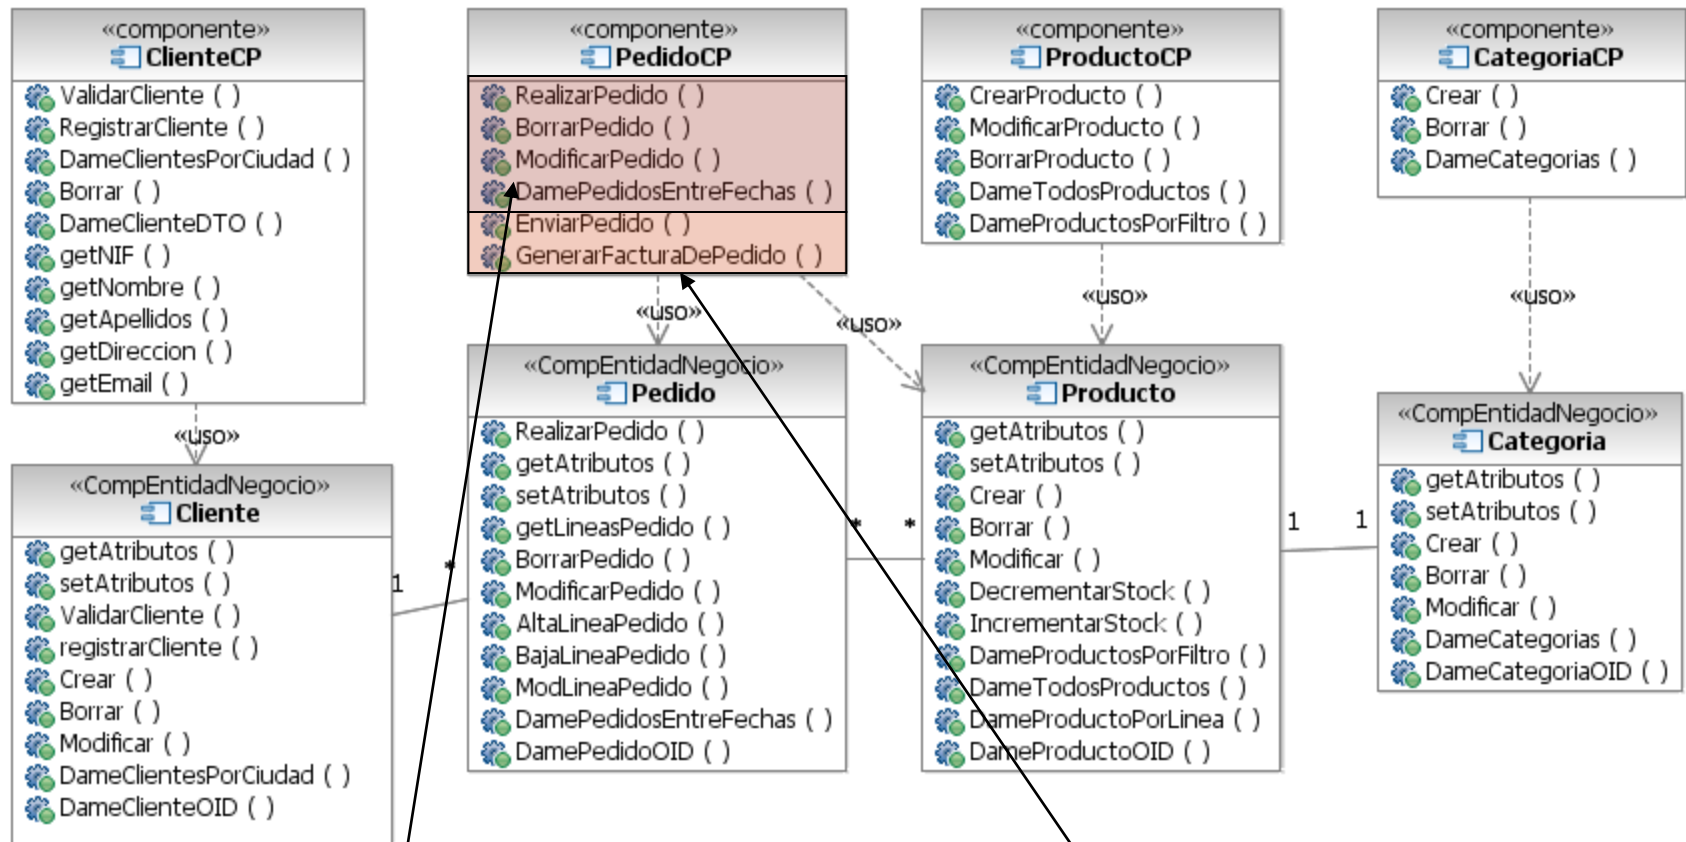 «componente»
ClienteCP
ValidarCliente ( )
RegistrarCliente ( )
DameClientesPorCiudad ( )
Borrar ( )
DameClienteDTO ( )
getNIF ( )
getNombre ( )
getApellidos ( )
getDireccion ( )
getEmail ( )
«uso»
«CompEntidadNegocio»
Cliente
getAtributos ( )
setAtributos ( )
ValidarCliente ( )
registrarCliente ( )
Crear ( )
Borrar ( )
Modificar ( )
DameClientesPorCiudad ( )
DameClienteOID ( )
1
*
«componente»
PedidoCP
RealizarPedido ( )
BorrarPedido ( )
ModificarPedido ( )
DamePedidosEntreFechas ( )
EnviarPedido ( )
GenerarFacturaDePedido ( )
«uso»
«uso»
«CompEntidadNegocio»
Pedido
RealizarPedido ( )
getAtributos ( )
setAtributos ( )
getLineasPedido ( )
BorrarPedido ( )
ModificarPedido ( )
AltaLineaPedido ( )
BajaLineaPedido ( )
ModLineaPedido ( )
DamePedidosEntreFechas ( )
DamePedidoOID ( )
*
*
«componente»
ProductoCP
CrearProducto ( )
ModificarProducto ( )
BorrarProducto ( )
DameTodosProductos ( )
DameProductosPorFiltro ( )
«uso»
«CompEntidadNegocio»
Producto
getAtributos ( )
setAtributos ( )
Crear ( )
Borrar ( )
Modificar ( )
DecrementarStock ( )
IncrementarStock ( )
DameProductosPorFiltro ( )
DameTodosProductos ( )
DameProductoPorLinea ( )
DameProductoOID ( )
1
1
«componente»
CategoriaCP
Crear ( )
Borrar ( )
DameCategorias ( )
«uso»
«CompEntidadNegocio»
Categoria
getAtributos ( )
setAtributos ( )
Crear ( )
Borrar ( )
Modificar ( )
DameCategorias ( )
DameCategoriaOID ( )